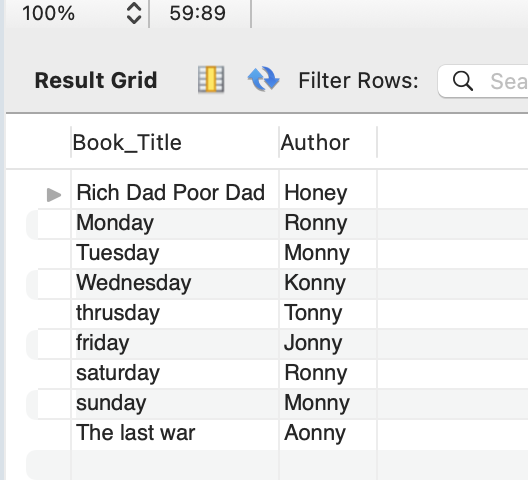 100% 59:89
Result Grid Filter Rows: Sea
Book_Title Author
Rich Dad Poor Dad Honey
Monday Ronny
Tuesday Monny
Wednesday Konny
thrusday Tonny
friday Jonny
saturday Ronny
sunday Monny
The last war Aonny